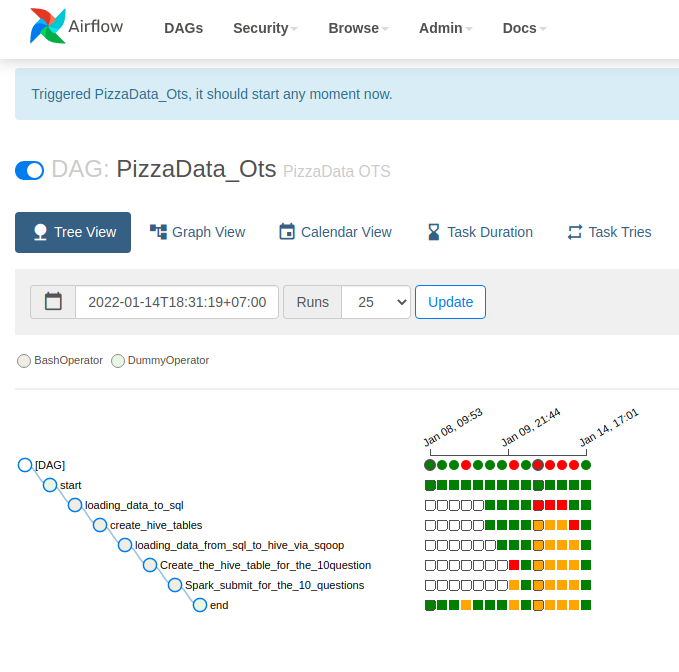 Airflow DAGs Security Browse Admin Docs
Triggered PizzaData_Ots, it should start any moment now.
DAG: PizzaData_Ots PizzaData OTS
Tree View Graph View Calendar View Task Duration Task Tries
2022-01-14T18:31:19+07:00 Runs 25 Update
BashOperator DummyOperator
Jan 08, 09:53 Jan 09, 21:44 Jan 14, 17:01
[DAG]
start
loading_data_to_sql
create_hive_tables
loading_data_from_sql_to_hive_via_sqoop
Create_the_hive_table_for_the_10question
Spark_submit_for_the_10_questions
end